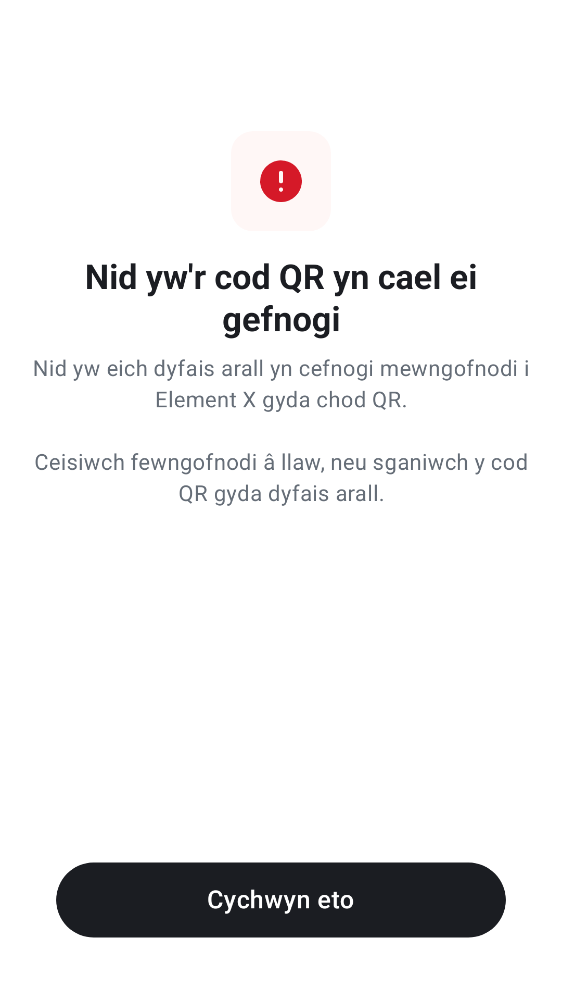 Nid yw'r cod QR yn cael ei
gefnogi
Nid yw eich dyfais arall yn cefnogi mewngofnodi i
Element X gyda chod QR.
Ceisiwch fewngofnodi â llaw, neu sganiwch y cod
QR gyda dyfais arall.
Cychwyn eto